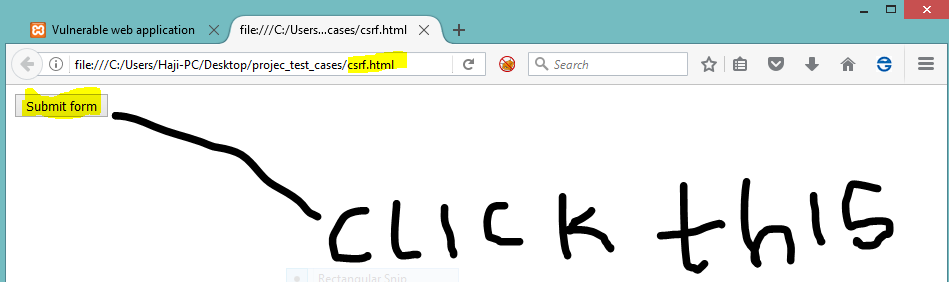 Vulnerable web application
file:///C:/Users...cases/csrf.html
file:///C:/Users/Haji-PC/Desktop/projec_test_cases/csrf.html
Search
Submit form
CLICK thIS
Rectangular Snip